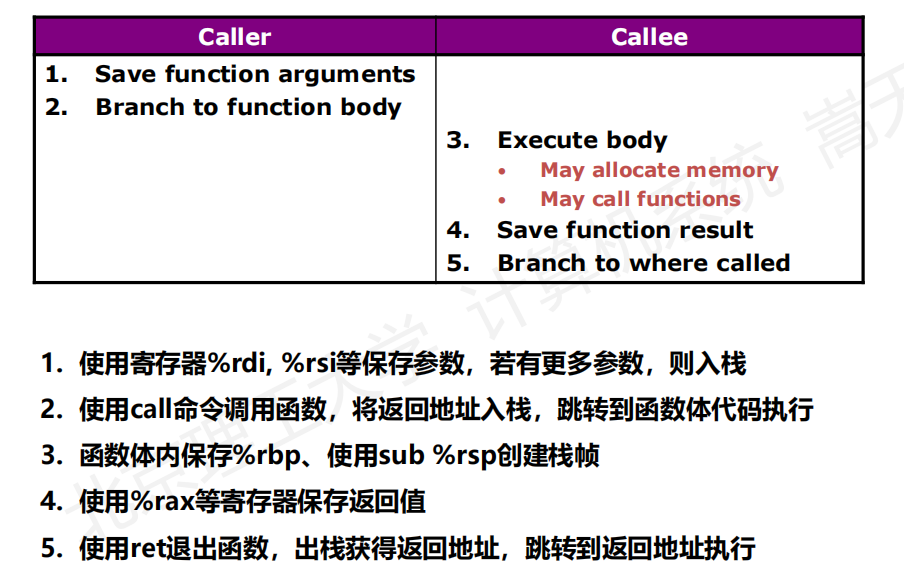 Caller
Callee
1. Save function arguments
2. Branch to function body
3. Execute body
• May allocate memory
• May call functions
4. Save function result
5. Branch to where called
1. 使用寄存器%rdi, %rsi等保存参数，若有更多参数，则入栈
2. 使用call命令调用函数，将返回地址入栈，跳转到函数体代码执行
3. 函数体内保存%rbp、使用sub %rsp创建栈帧
4. 使用%rax等寄存器保存返回值
5. 使用ret退出函数，出栈获得返回地址，跳转到返回地址执行
北京理工大学 计算机系统 嵩天